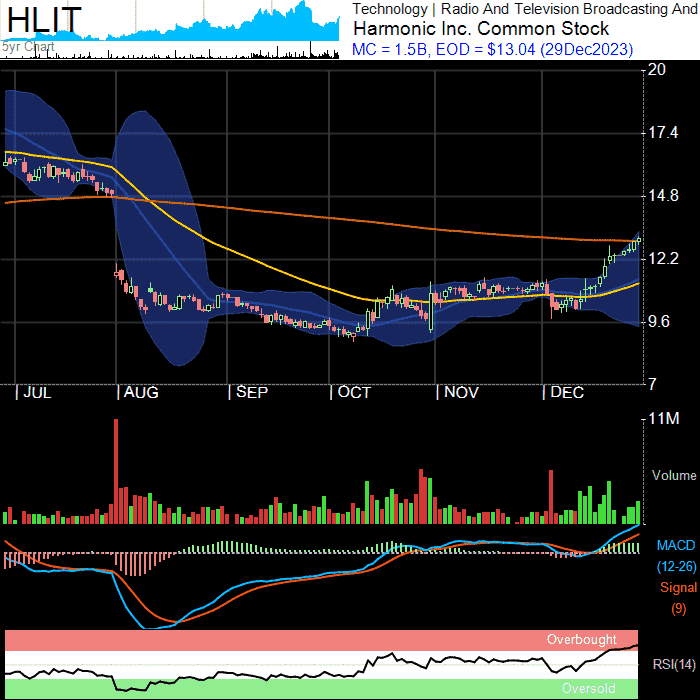 HLIT
5yr Chart
Technology | Radio And Television Broadcasting And
Harmonic Inc. Common Stock
MC = 1.5B, EOD = $13.04 (29Dec2023)
20
17.4
14.8
12.2
9.6
7
|JUL |AUG |SEP |OCT |NOV |DEC
11M
Volume
MACD
(12-26)
Signal
(9)
Overbought
RSI(14)
Oversold